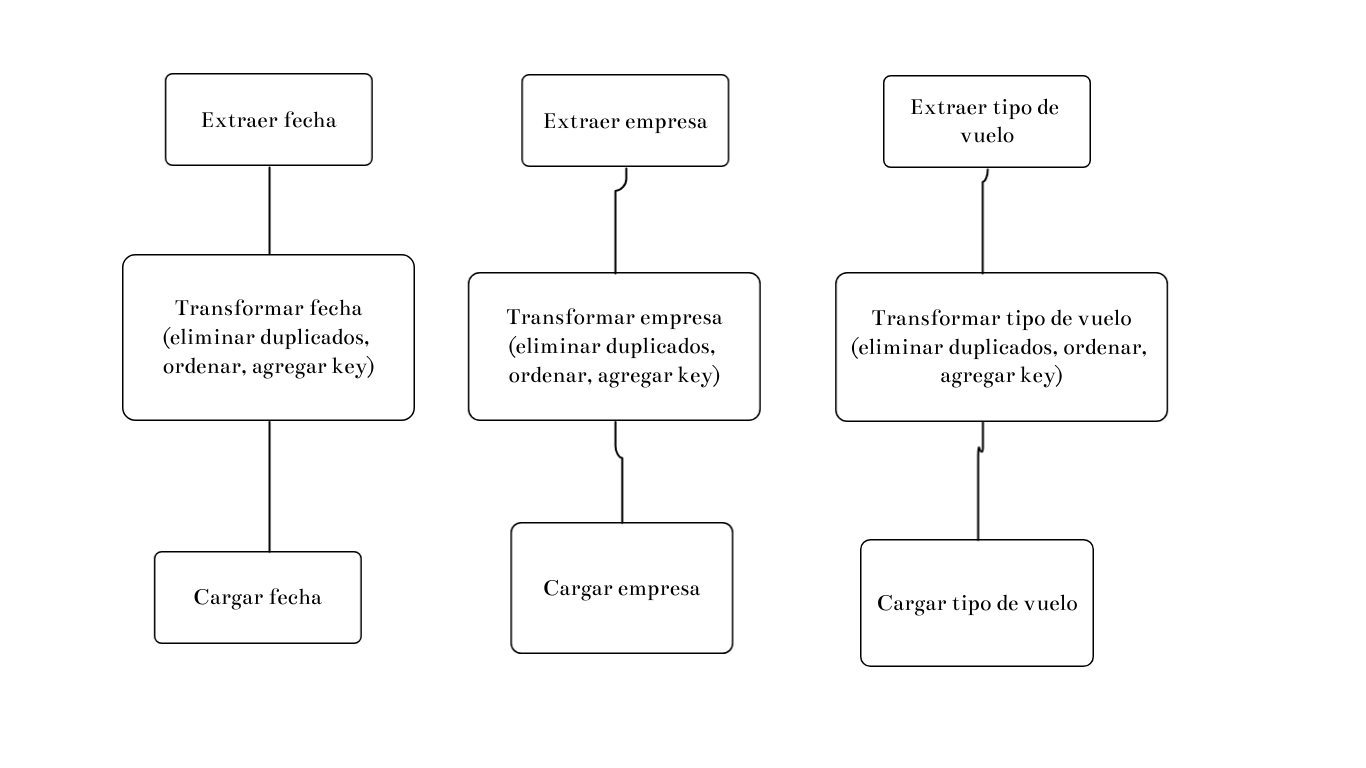 Extraer fecha
Extraer empresa
Extraer tipo de
vuelo
Transformar fecha
(eliminar duplicados,
ordenar, agregar key)
Transformar empresa
(eliminar duplicados,
ordenar, agregar key)
Transformar tipo de vuelo
(eliminar duplicados, ordenar,
agregar key)
Cargar fecha
Cargar empresa
Cargar tipo de vuelo